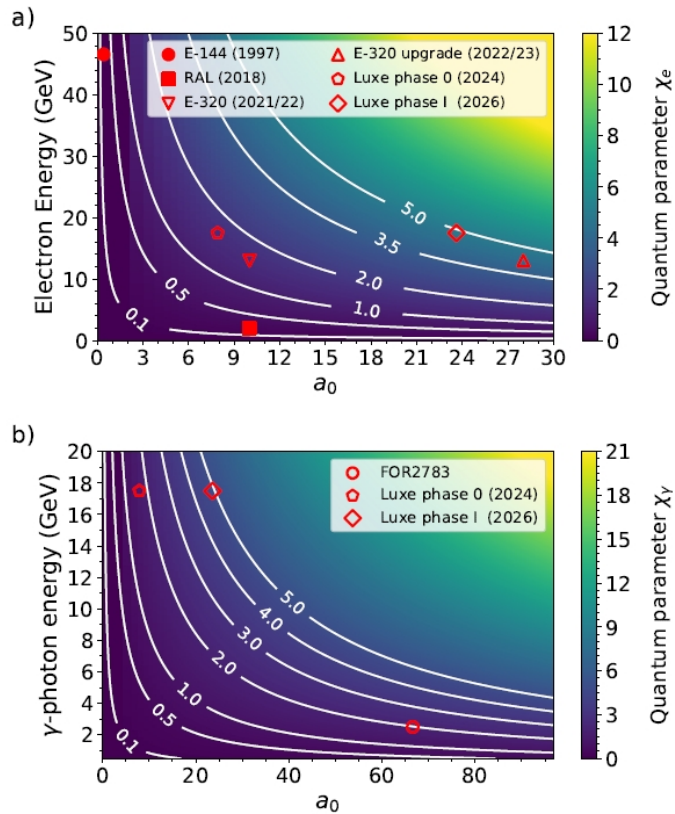 a)
E-144 (1997)
RAL (2018)
E-320 (2021/22)
E-320 upgrade (2022/23)
Luxe phase 0 (2024)
Luxe phase I (2026)
50
40
30
20
10
0
Electron Energy (GeV)
0.1
0.5
1.0
2.0
3.5
5.0
0 3 6 9 12 15 18 21 24 27 30
a₀
12
10
8
6
4
2
0
Quantum parameter χₑ
b)
FOR2783
Luxe phase 0 (2024)
Luxe phase I (2026)
20
18
16
14
12
10
8
6
4
2
γ-photon energy (GeV)
0.1
0.5
1.0
2.0
3.0
4.0
5.0
0 20 40 60 80
a₀
21
18
15
12
9
6
3
0
Quantum parameter χᵧ